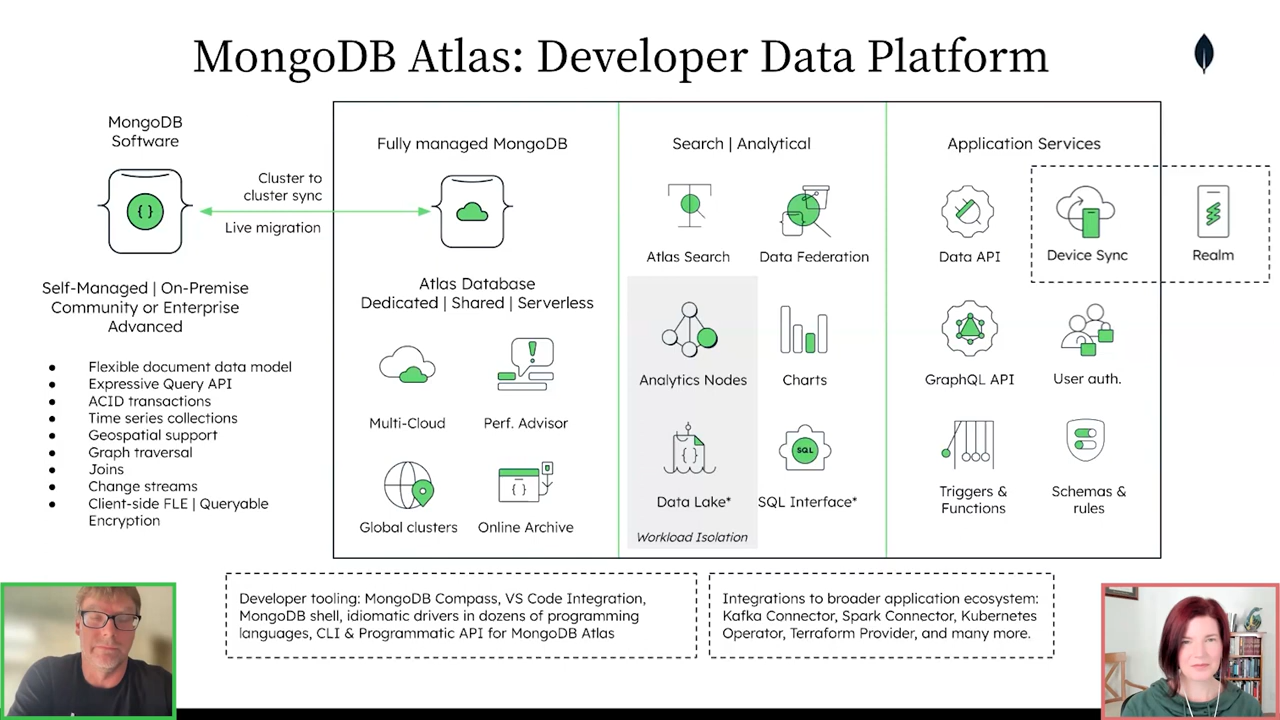 MongoDB Atlas: Developer Data Platform
MongoDB
Software
{ }
Cluster to
cluster sync
Live migration
Self-Managed | On-Premise
Community or Enterprise
Advanced
● Flexible document data model
● Expressive Query API
● ACID transactions
● Time series collections
● Geospatial support
● Graph traversal
● Joins
● Change streams
● Client-side FLE | Queryable
Encryption
Fully managed MongoDB
Atlas Database
Dedicated | Shared | Serverless
!
Multi-Cloud
Perf. Advisor
{ }
Global clusters
Online Archive
Search | Analytical
Atlas Search
Data Federation
Analytics Nodes
Charts
{ }
SQL
Data Lake*
SQL Interface*
Workload Isolation
Application Services
Data API
Device Sync
Realm
GraphQL API
User auth.
Triggers &
Functions
Schemas &
rules
Developer tooling: MongoDB Compass, VS Code Integration,
MongoDB shell, idiomatic drivers in dozens of programming
languages, CLI & Programmatic API for MongoDB Atlas
Integrations to broader application ecosystem:
Kafka Connector, Spark Connector, Kubernetes
Operator, Terraform Provider, and many more.